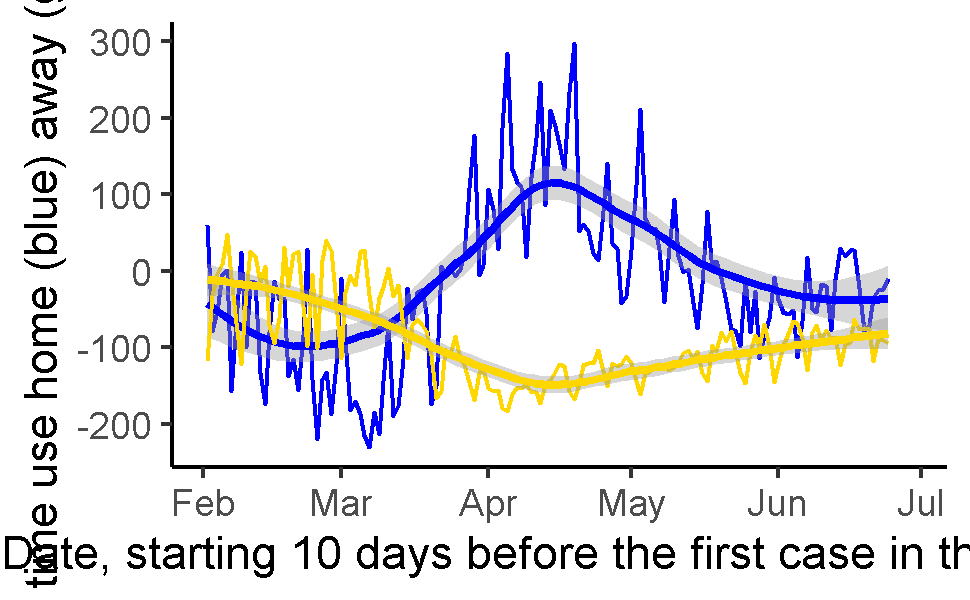 time use home (blue) away (
300
200
100
0
-100
-200
Feb Mar Apr May Jun Jul
Date, starting 10 days before the first case in th